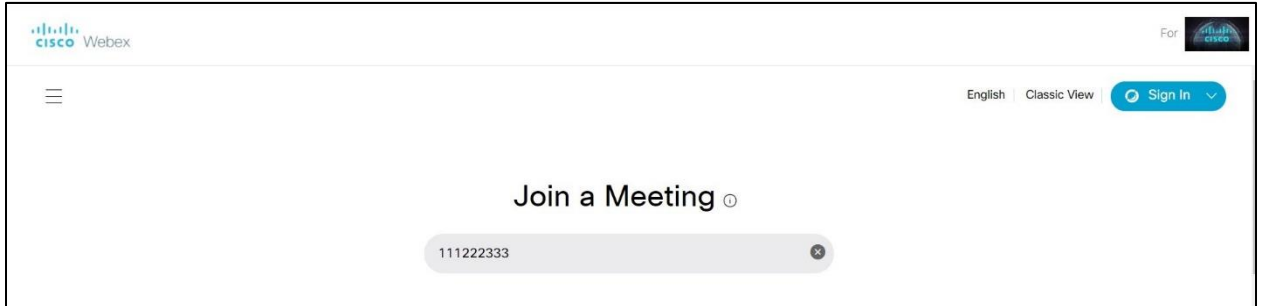 CISCO Webex
For CISCO
English Classic View Sign In
Join a Meeting
111222333